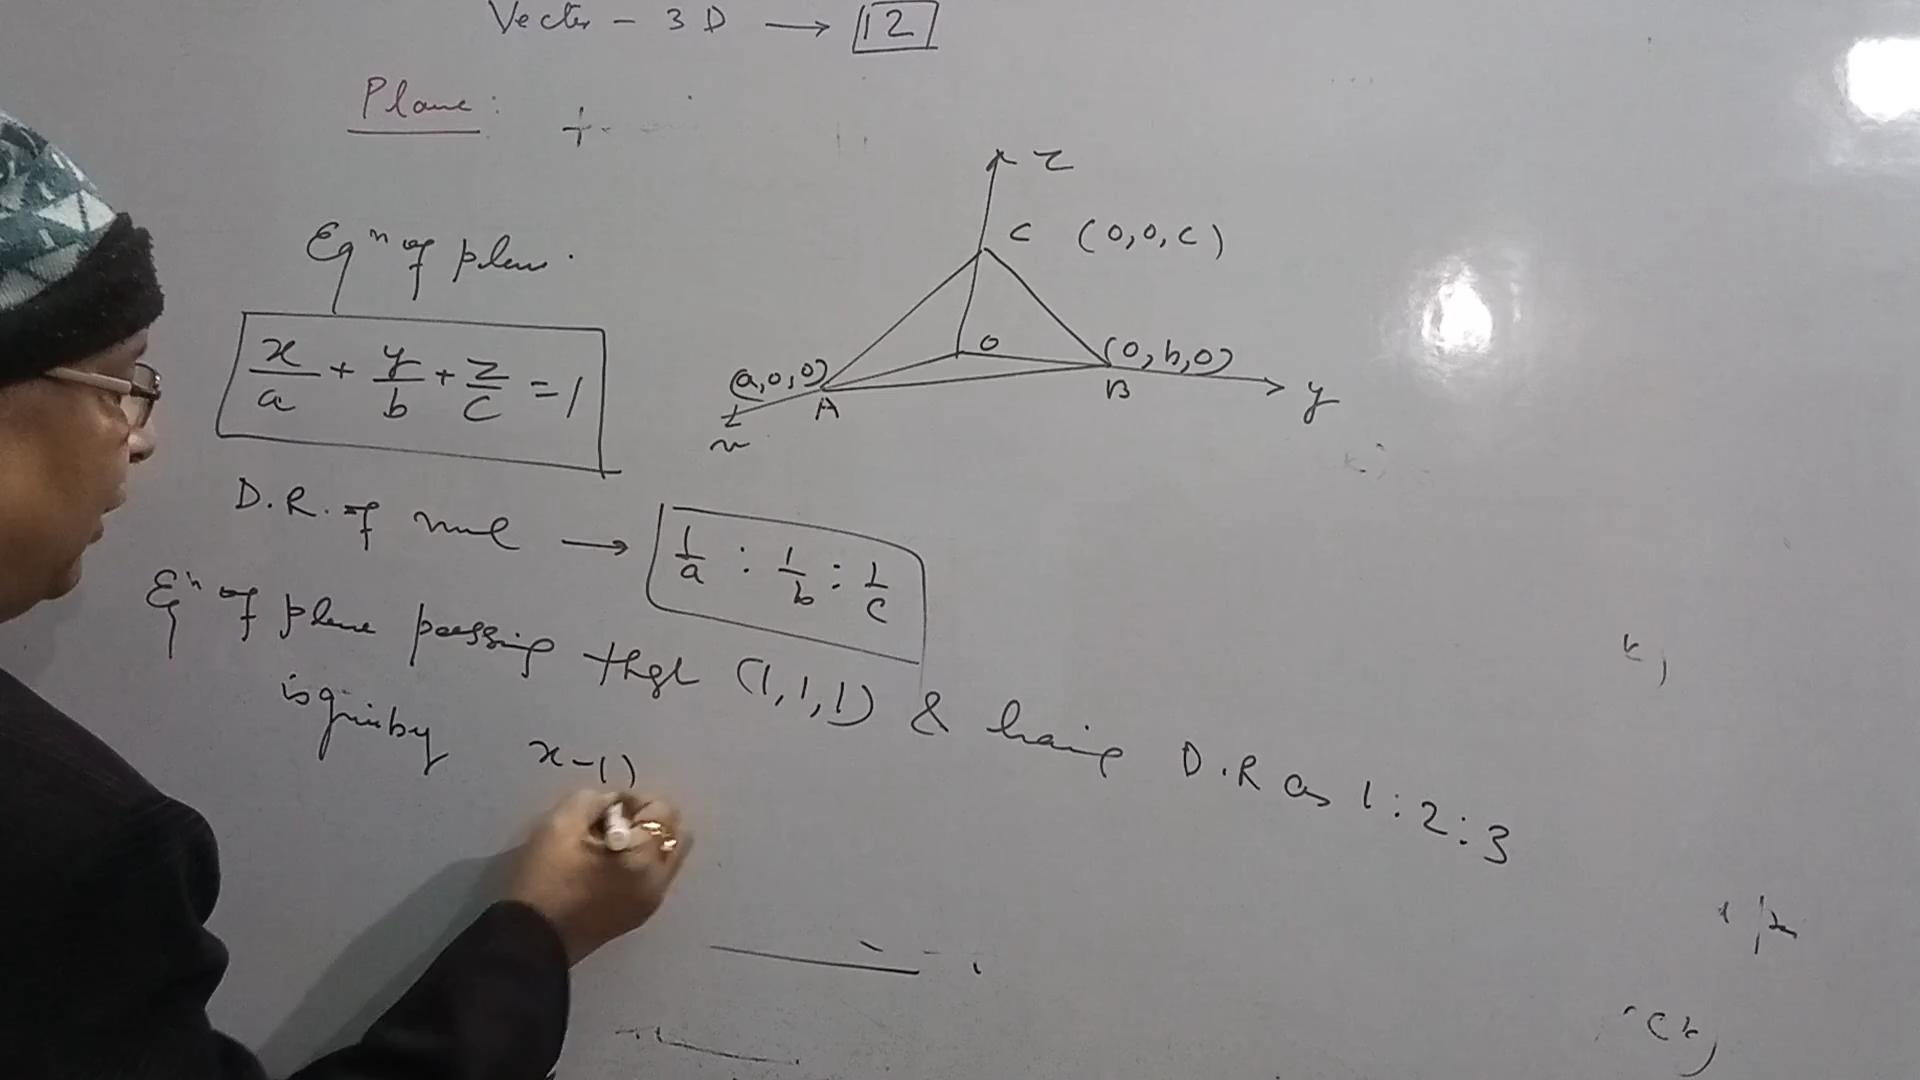 Vector - 3D → 12
Plane:
z
C (0,0,c)
Eqn of plane.
O
(0,b,0)
(a,0,0)
A
B
y
x
x/a + y/b + z/c = 1
D.R. of nml → 1/a : 1/b : 1/c
Eqn of plane passing thgh (1,1,1) & having D.R as 1:2:3
is given by x-1)